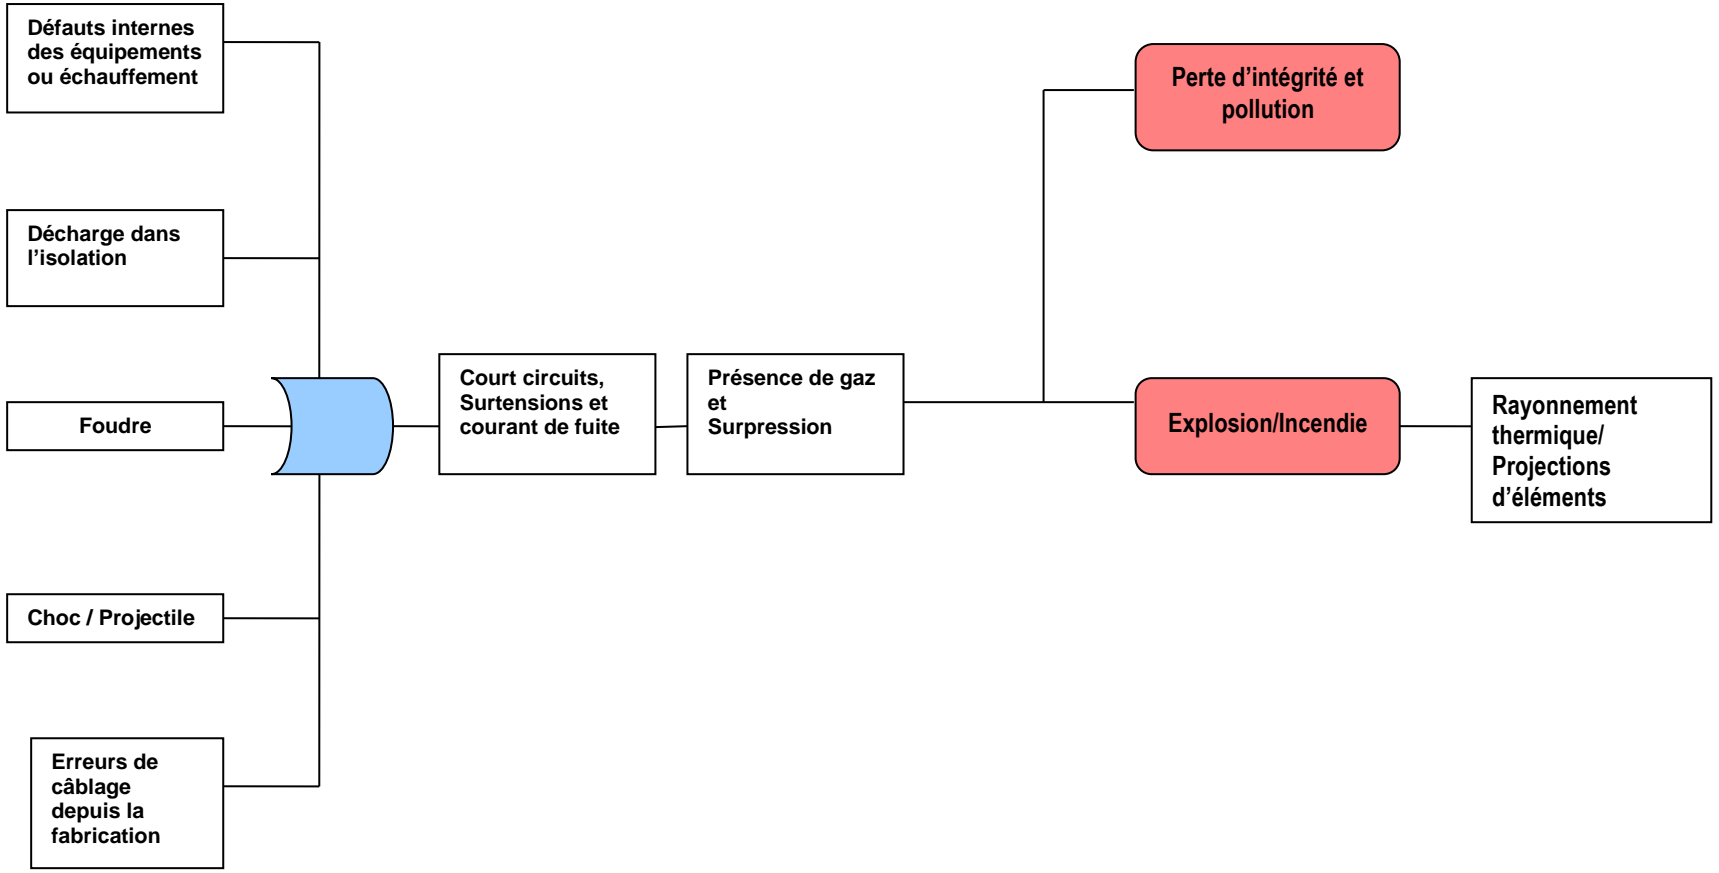 Défauts internes
des équipements
ou échauffement
Décharge dans
l’isolation
Foudre
Choc / Projectile
Erreurs de
câblage
depuis la
fabrication
Court circuits,
Surtensions et
courant de fuite
Présence de gaz
et
Surpression
Perte d’intégrité et
pollution
Explosion/Incendie
Rayonnement
thermique/
Projections
d’éléments